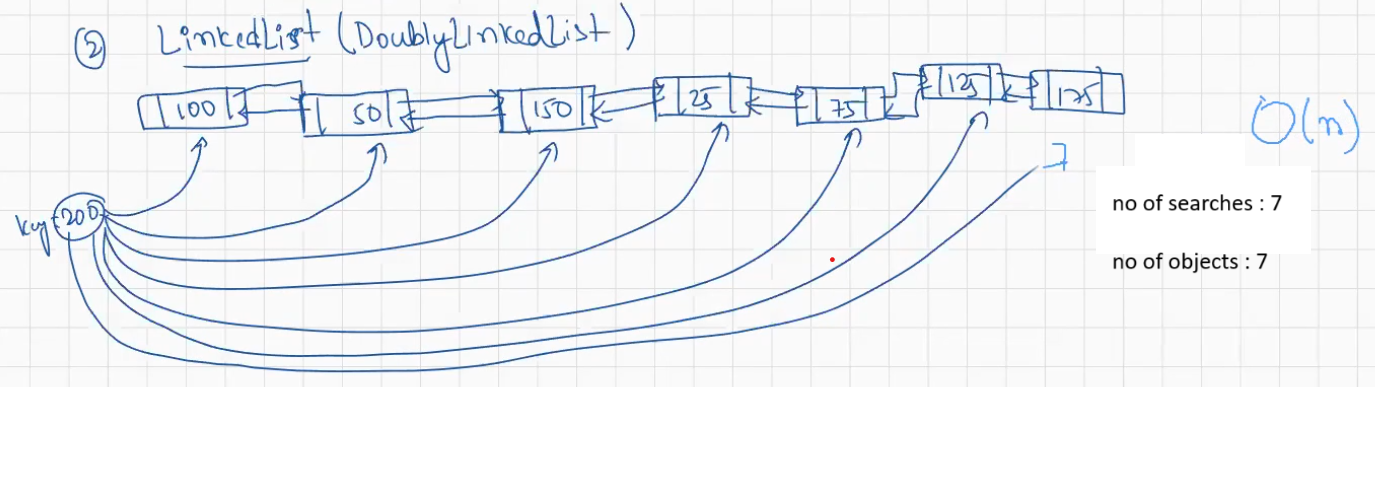 ② LinkedList (DoublyLinkedList)
100 50 150 25 75 125 175
O(n)
7
key 200
no of searches : 7
no of objects : 7